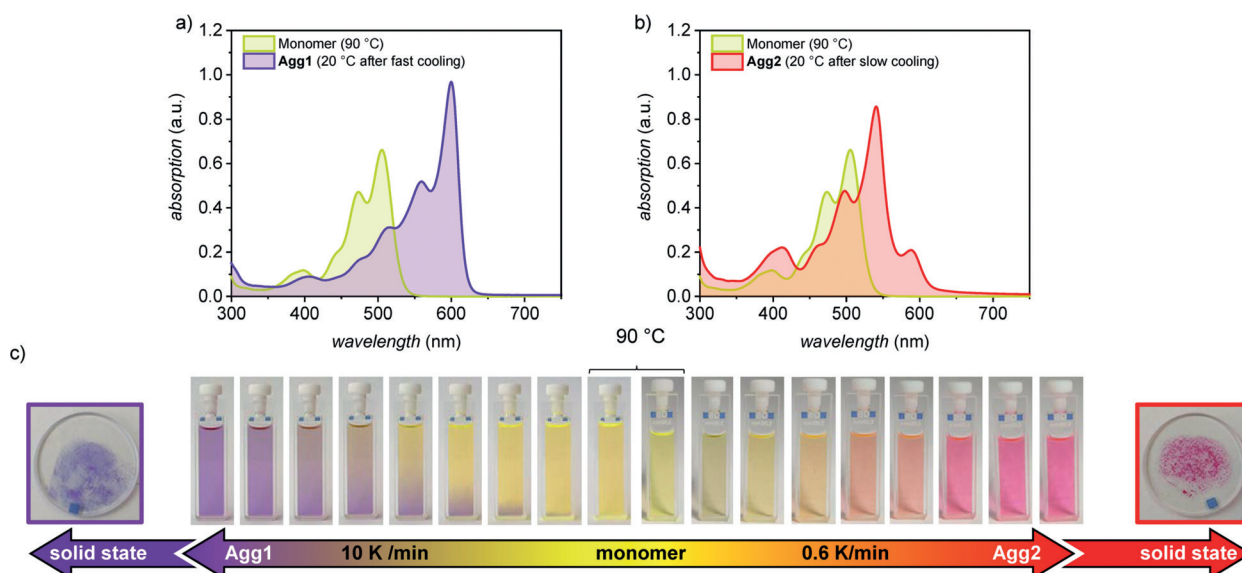 a)
1.2
1.0
0.8
0.6
0.4
0.2
0.0
absorption (a.u.)
Monomer (90 °C)
Agg1 (20 °C after fast cooling)
300 400 500 600 700
wavelength (nm)
b)
1.2
1.0
0.8
0.6
0.4
0.2
0.0
absorption (a.u.)
Monomer (90 °C)
Agg2 (20 °C after slow cooling)
300 400 500 600 700
wavelength (nm)
90 °C
c)
solid state Agg1 10 K /min monomer 0.6 K/min Agg2 solid state